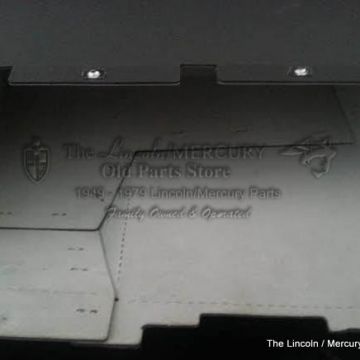 The Lincoln/MERCURY
Old Parts Store
1949 - 1979 Lincoln/Mercury Parts
Family Owned & Operated
The Lincoln / Mercury